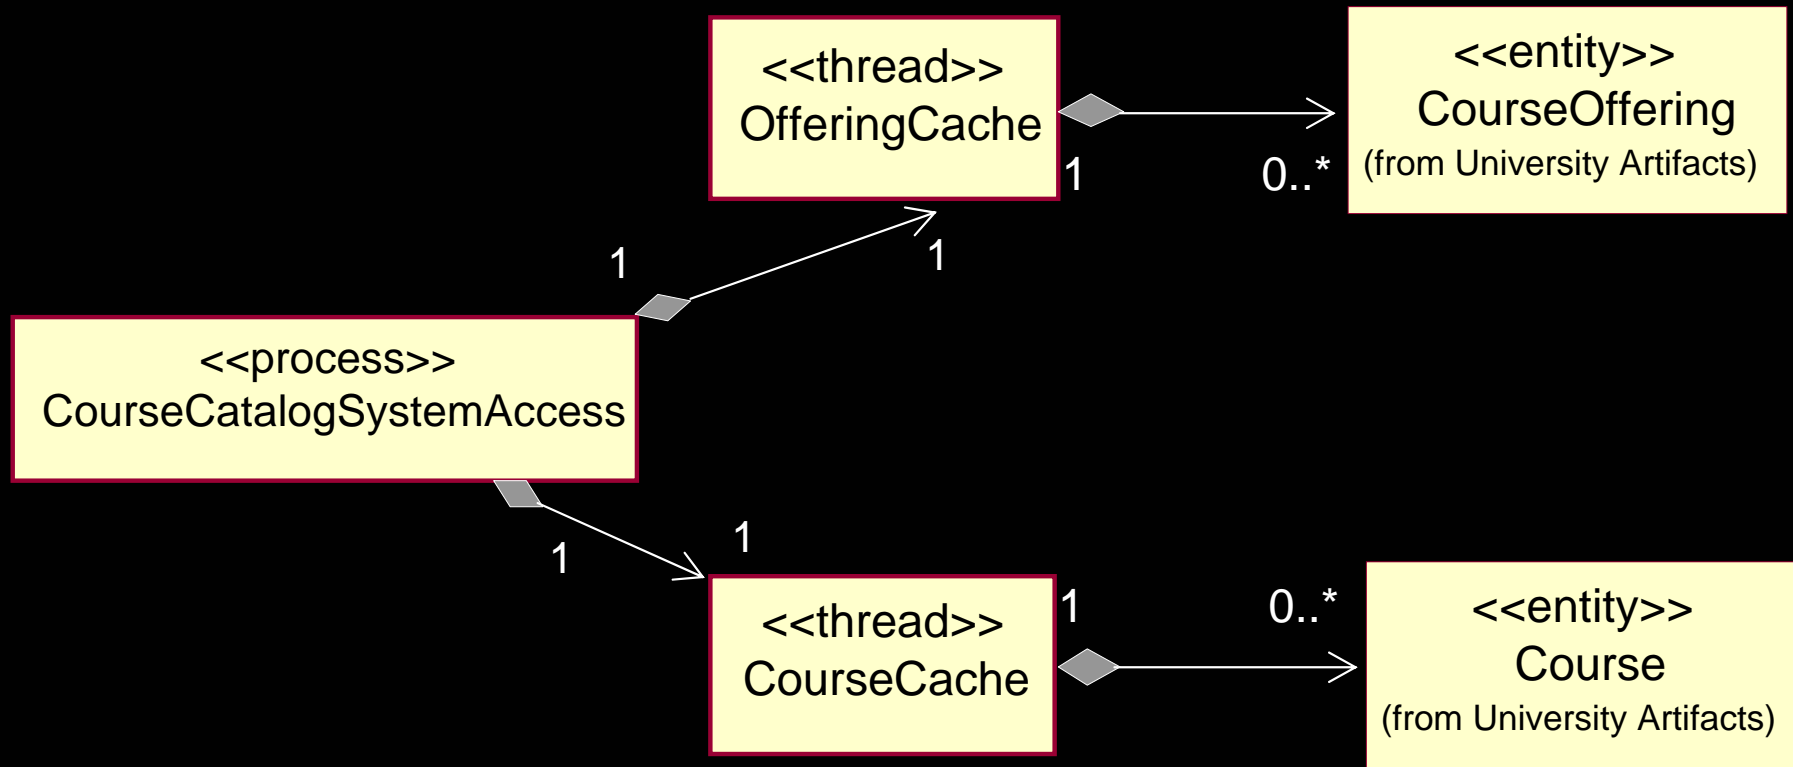 <<thread>>
OfferingCache
<<entity>>
CourseOffering
(from University Artifacts)
1
0..*
1
1
<<process>>
CourseCatalogSystemAccess
1
1
<<thread>>
CourseCache
1
0..*
<<entity>>
Course
(from University Artifacts)